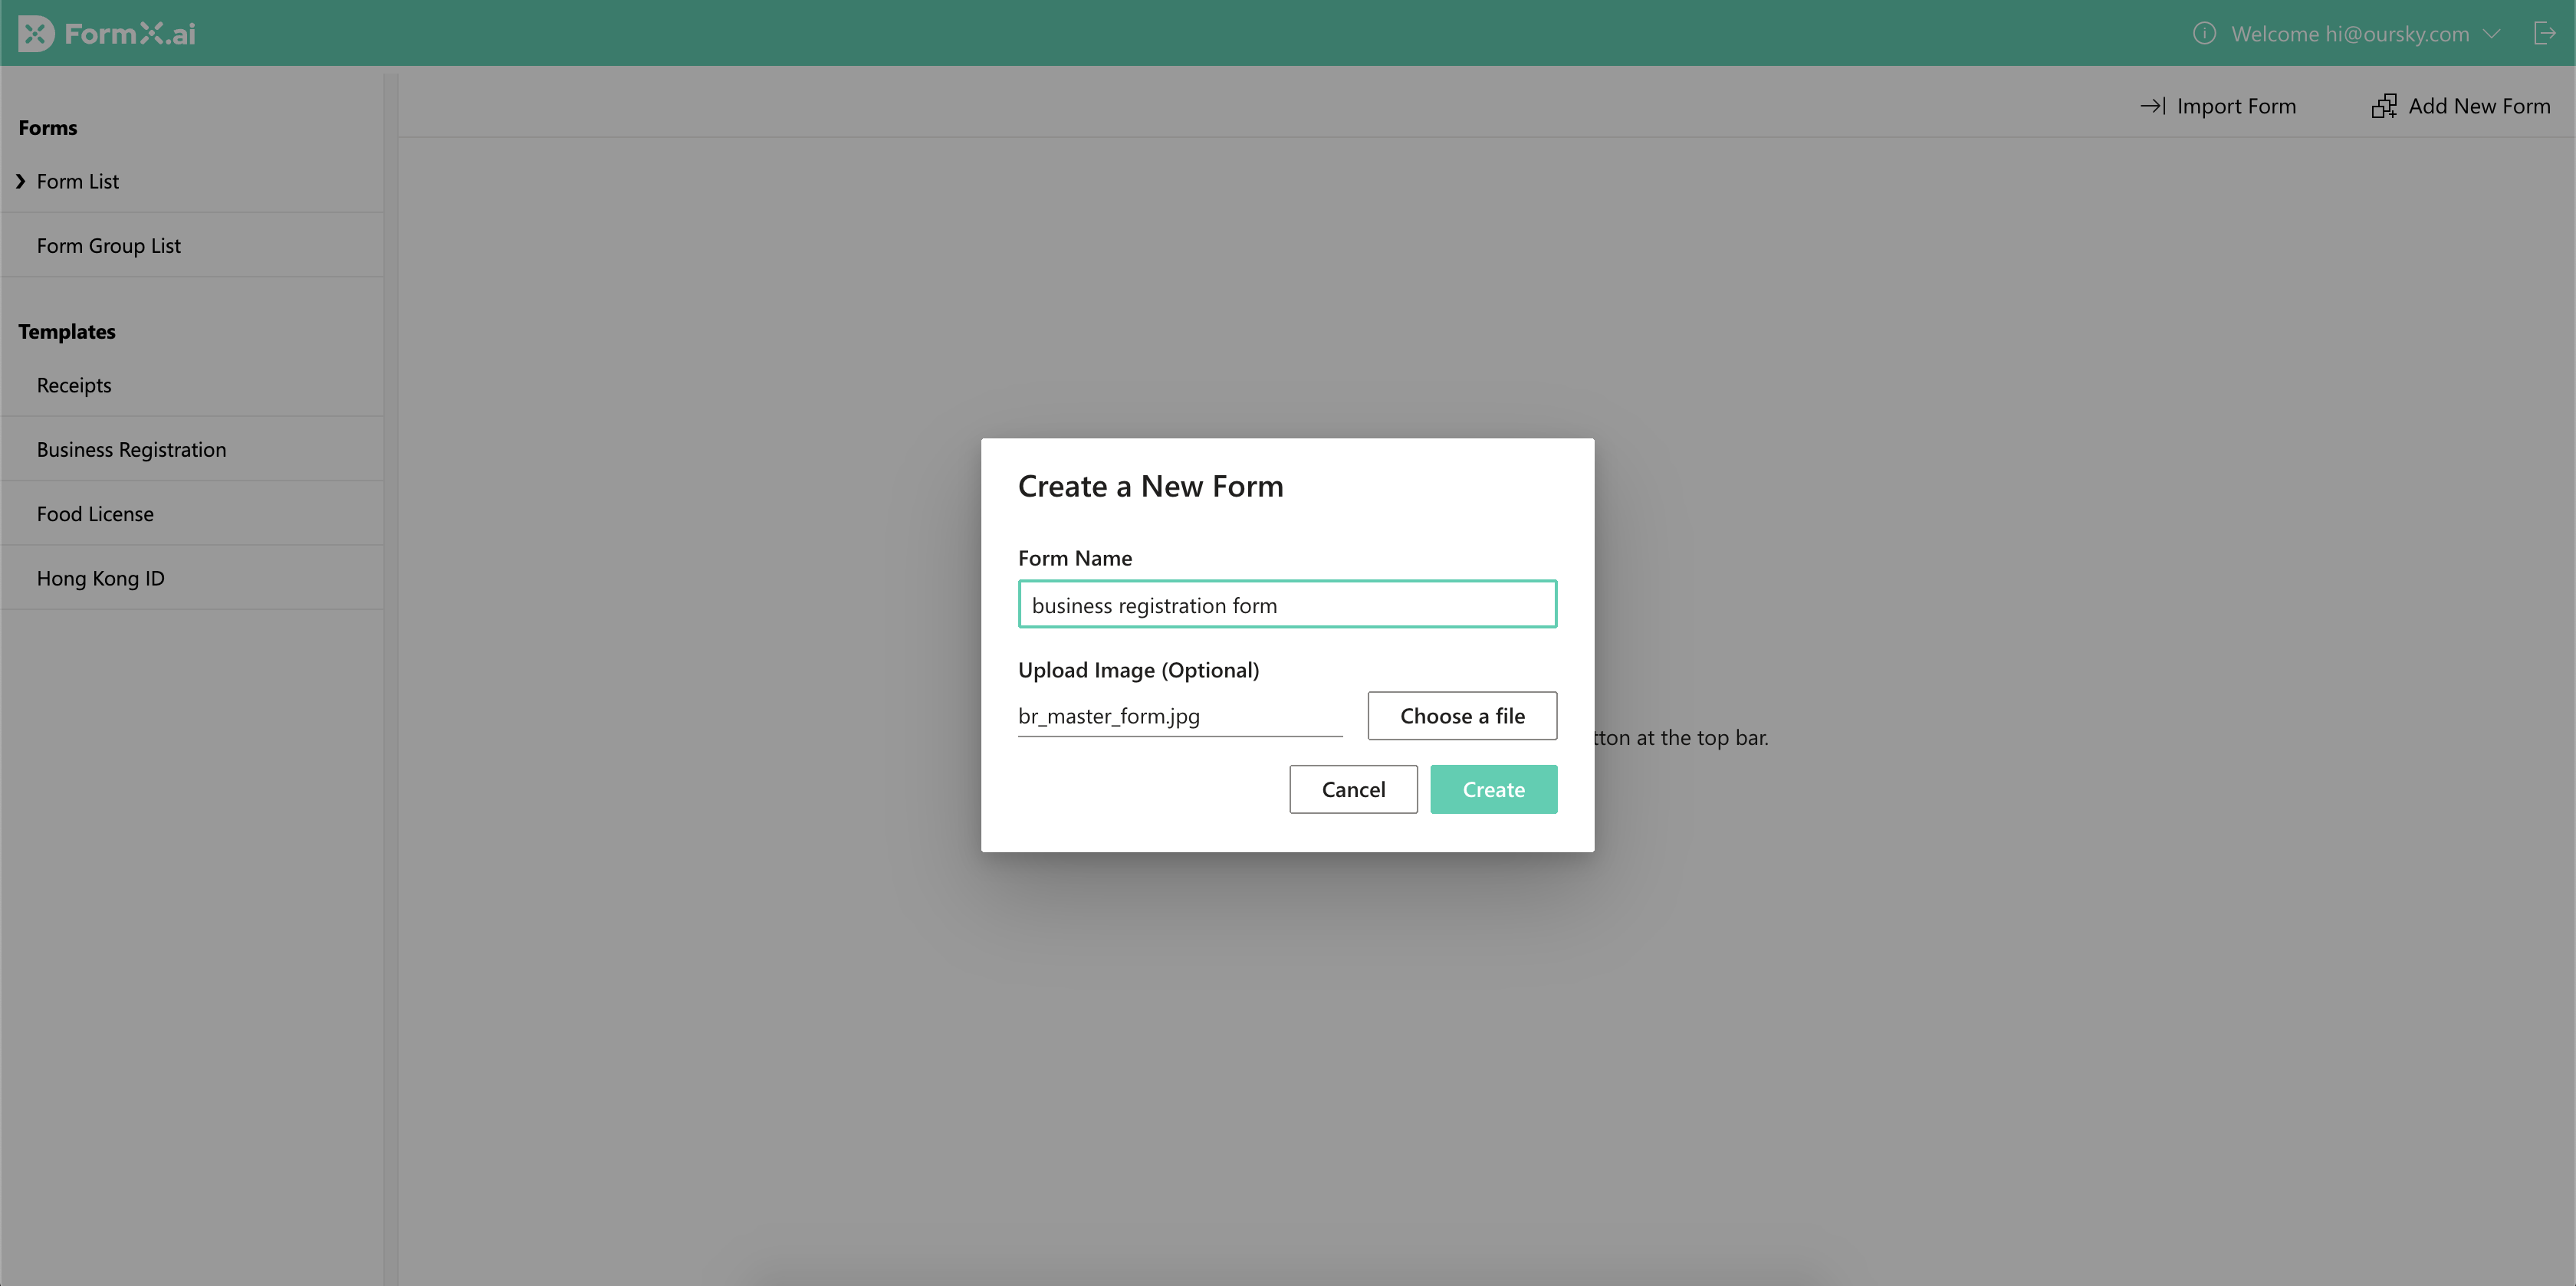 FormX.ai
Welcome hi@oursky.com
Import Form
Add New Form
Forms
Form List
Form Group List
Templates
Receipts
Business Registration
Food License
Hong Kong ID
Create a New Form
Form Name
business registration form
Upload Image (Optional)
br_master_form.jpg
Choose a file
at the top bar.
Cancel
Create